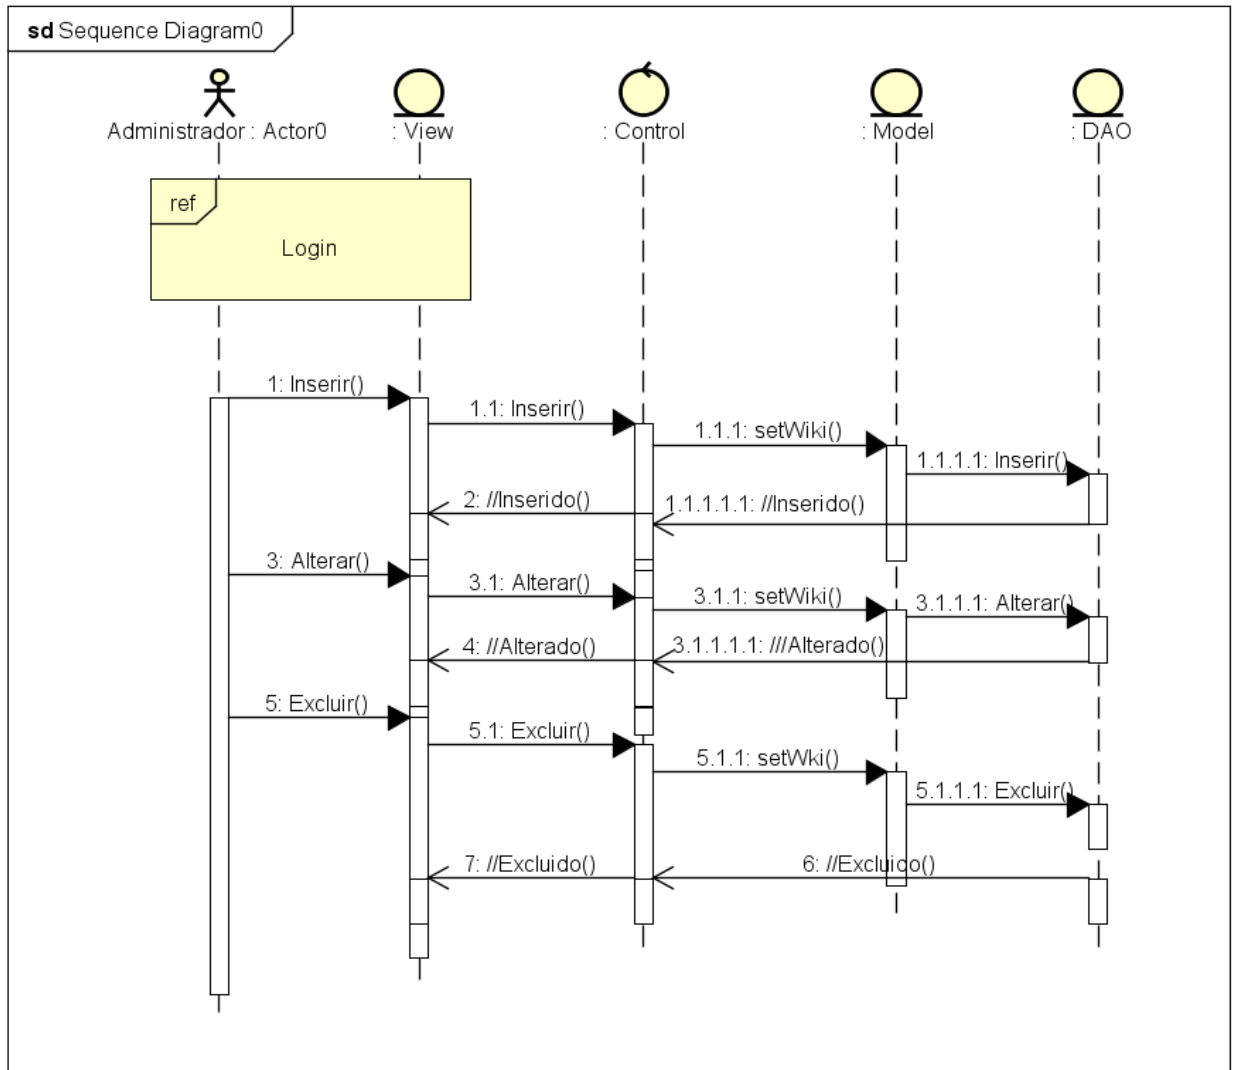 sd Sequence Diagram0
Administrador : Actor0
: View
: Control
: Model
: DAO
ref
Login
1: Inserir()
1.1: Inserir()
1.1.1: setWiki()
1.1.1.1: Inserir()
2: //Inserido()
1.1.1.1.1: //Inserido()
3: Alterar()
3.1: Alterar()
3.1.1: setWiki()
3.1.1.1: Alterar()
4: //Alterado()
3.1.1.1.1: ///Alterado()
5: Excluir()
5.1: Excluir()
5.1.1: setWki()
5.1.1.1: Excluir()
7: //Excluido()
6: //Excluido()